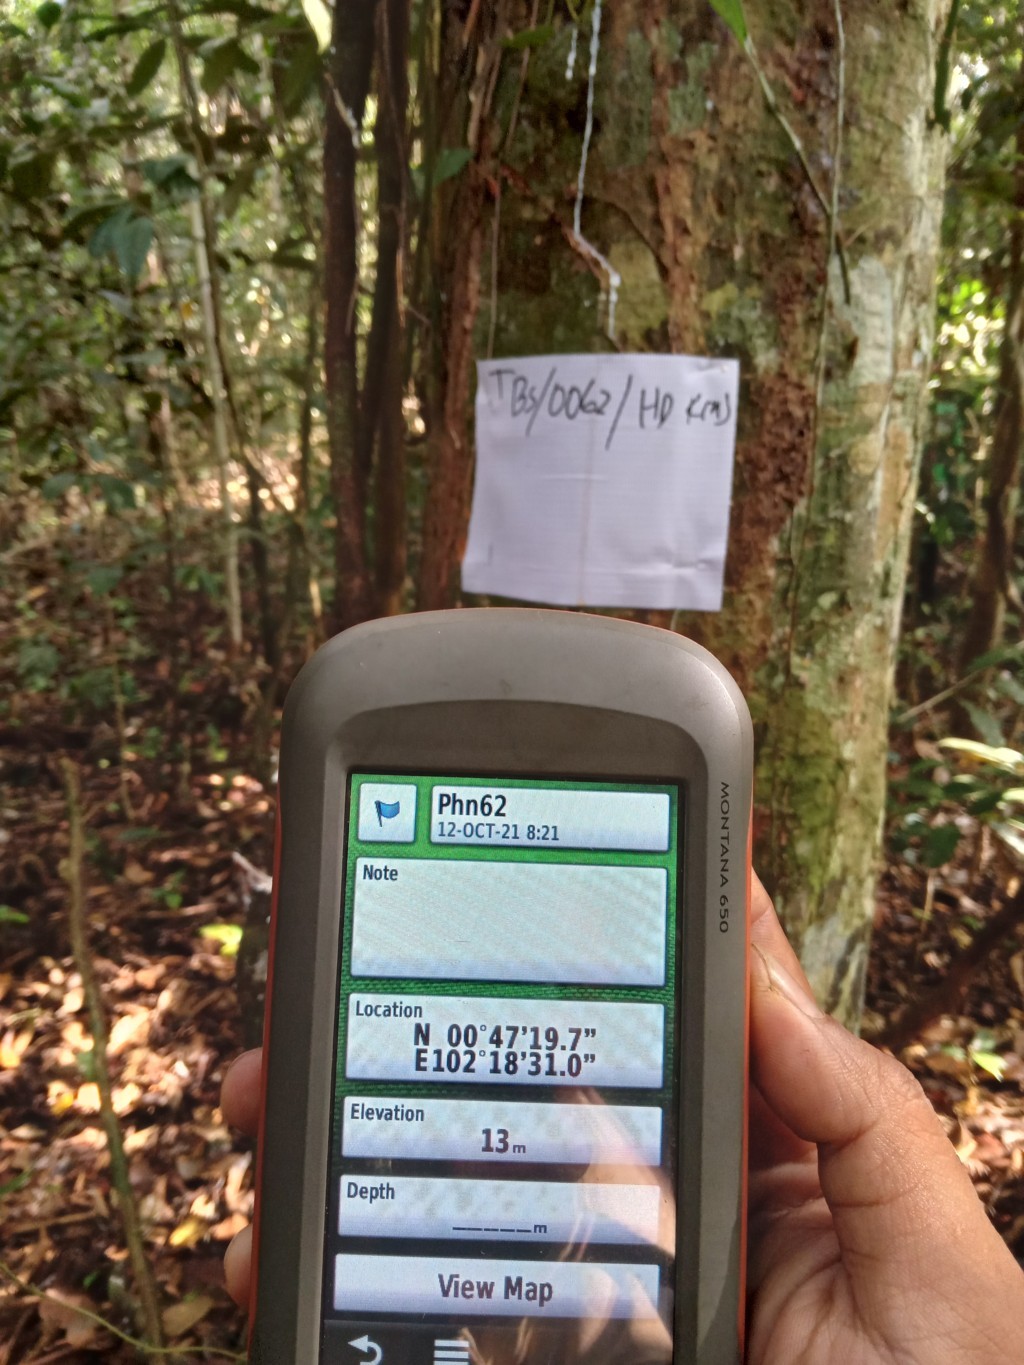 TBS/0062/HD
MONTANA 650
Phn62
12-OCT-21 8:21
Note
Location
N 00°47'19.7"
E102°18'31.0"
Elevation
13m
Depth
_____m
View Map